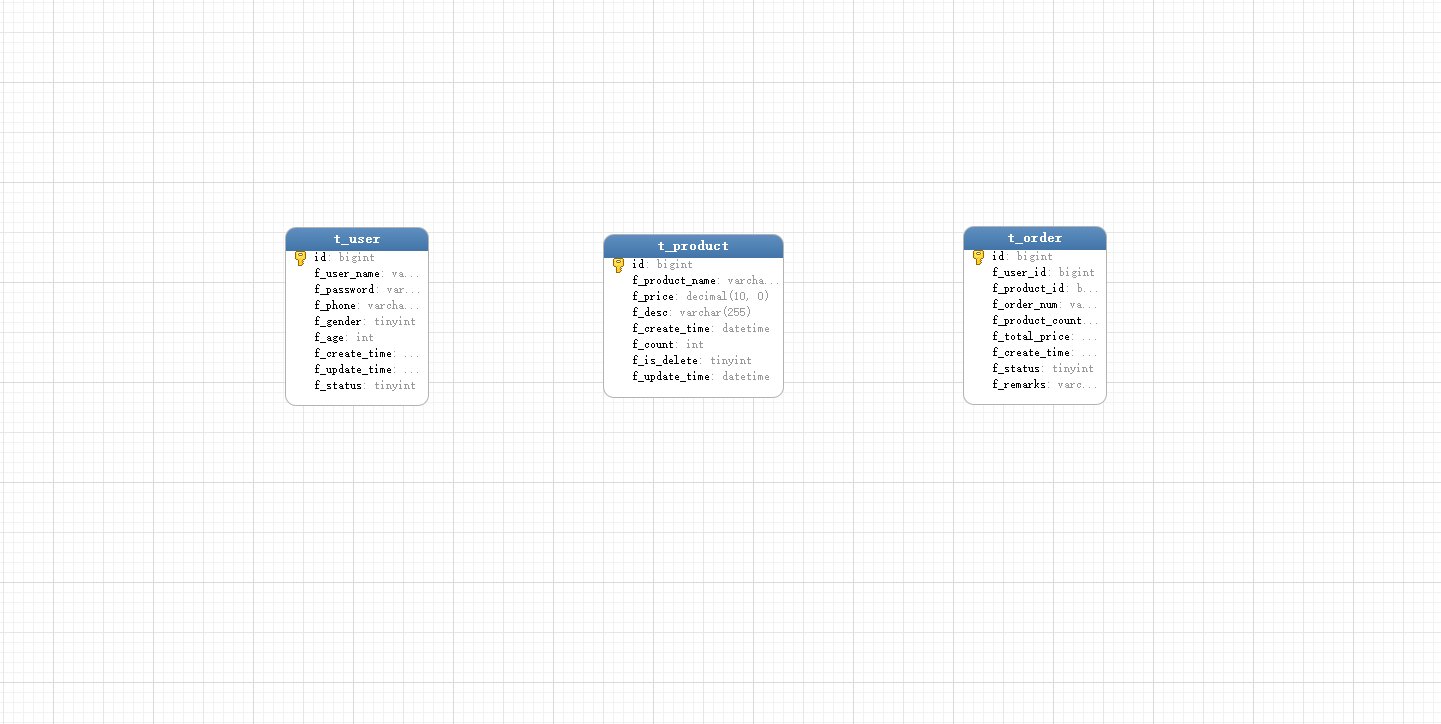 t_user
id: bigint
f_user_name: va...
f_password: var...
f_phone: varcha...
f_gender: tinyint
f_age: int
f_create_time: ...
f_update_time: ...
f_status: tinyint
t_product
id: bigint
f_product_name: varcha...
f_price: decimal(10, 0)
f_desc: varchar(255)
f_create_time: datetime
f_count: int
f_is_delete: tinyint
f_update_time: datetime
t_order
id: bigint
f_user_id: bigint
f_product_id: b...
f_order_num: va...
f_product_count...
f_total_price: ...
f_create_time: ...
f_status: tinyint
f_remarks: varc...